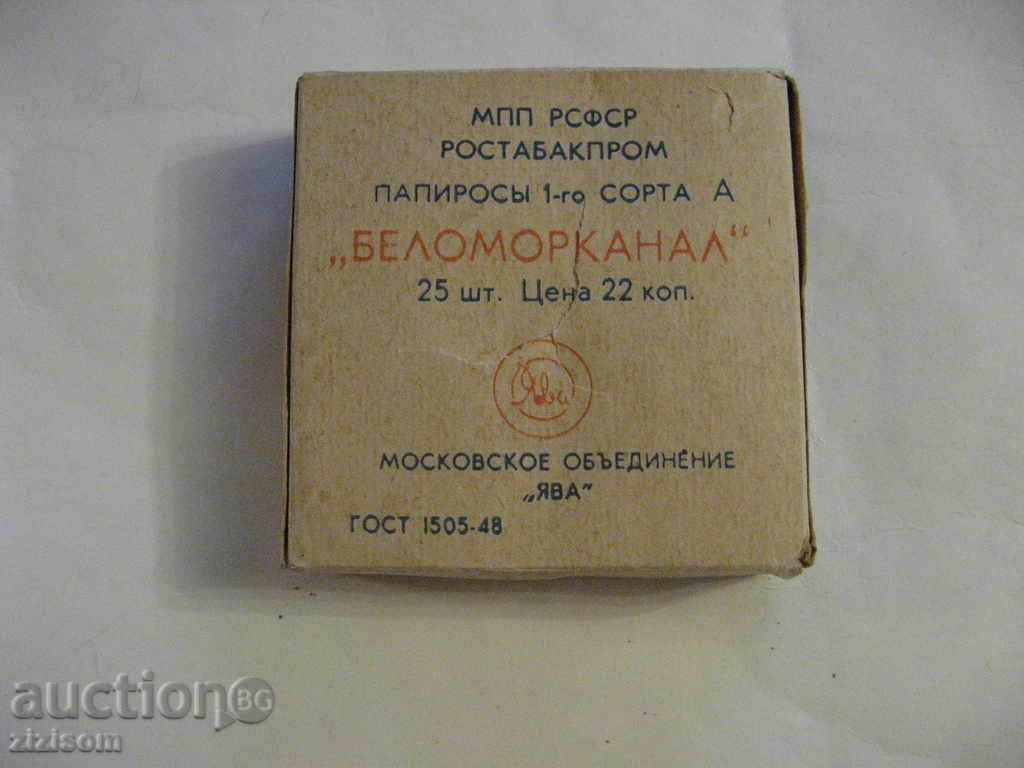 МПП РСФСР
РОСТАБАКПРОМ
ПАПИРОСЫ 1-го СОРТА А
„БЕЛОМОРКАНАЛ“
25 шт. Цена 22 коп.
Ява
МОСКОВСКОЕ ОБЪЕДИНЕНИЕ
„ЯВА"
ГОСТ 1505-48
auction BG
zizisom